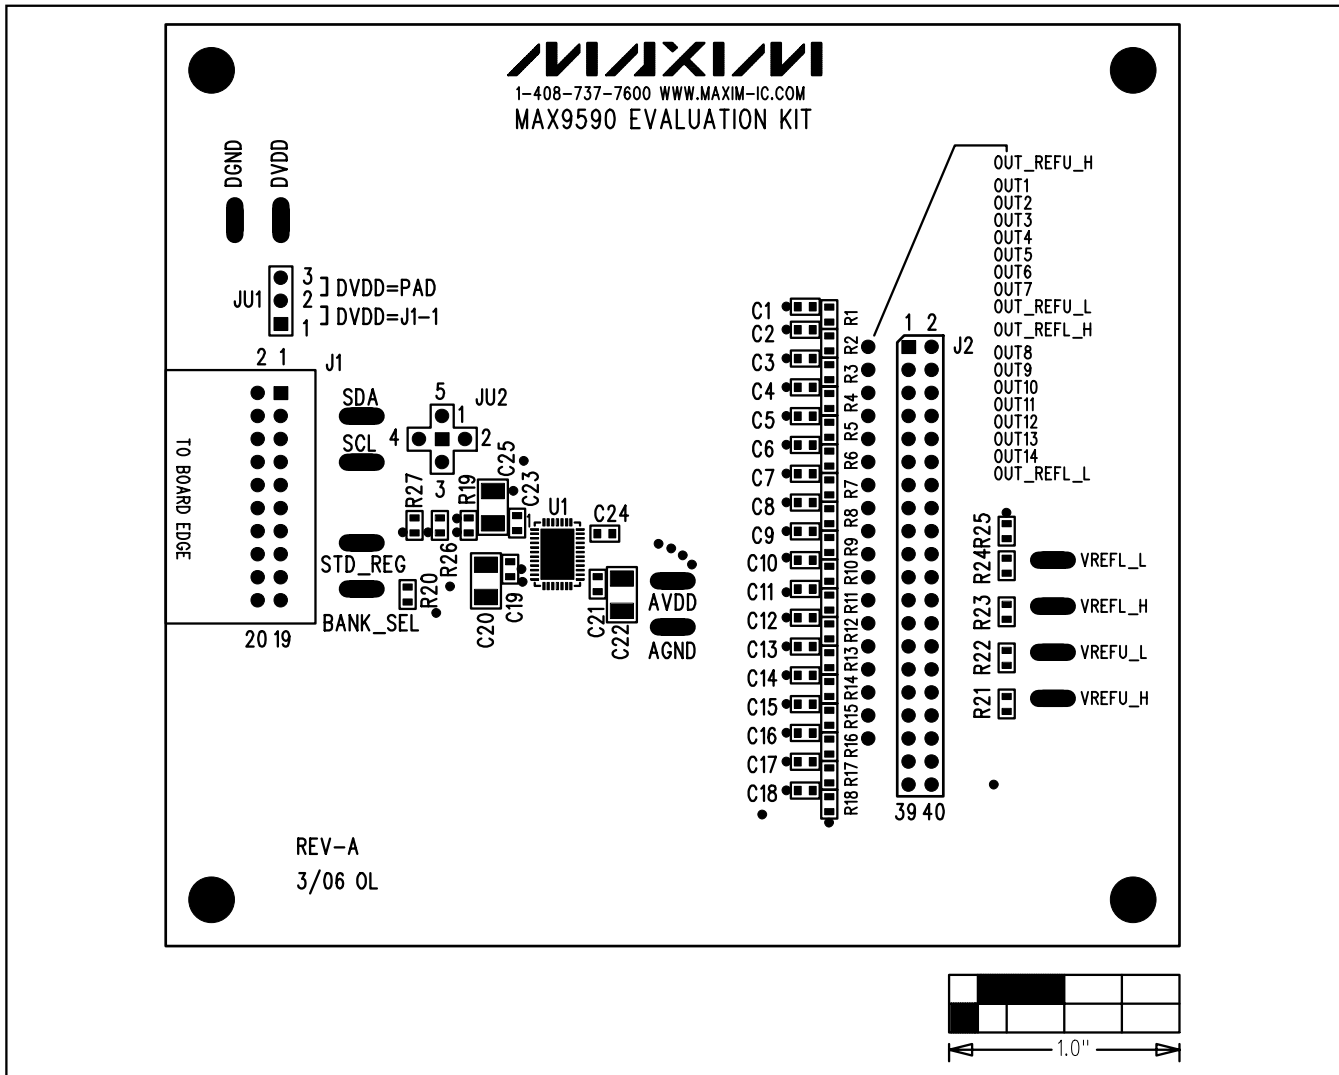 MAXIM
1-408-737-7600 WWW.MAXIM-IC.COM
MAX9590 EVALUATION KIT
DGND
DVDD
JU1
3
2
1
DVDD=PAD
DVDD=J1-1
2 1
J1
TO BOARD EDGE
20 19
SDA
SCL
STD_REG
BANK_SEL
5
1
JU2
4
2
3
R27
R26
R19
C25
C23
1
U1
C24
R20
C20
C19
C21
C22
AVDD
AGND
C1
C2
C3
C4
C5
C6
C7
C8
C9
C10
C11
C12
C13
C14
C15
C16
C17
C18
R1
R2
R3
R4
R5
R6
R7
R8
R9
R10
R11
R12
R13
R14
R15
R16
R17
R18
1 2
J2
39 40
OUT_REFU_H
OUT1
OUT2
OUT3
OUT4
OUT5
OUT6
OUT7
OUT_REFU_L
OUT_REFL_H
OUT8
OUT9
OUT10
OUT11
OUT12
OUT13
OUT14
OUT_REFL_L
R25
R24
R23
R22
R21
VREFL_L
VREFL_H
VREFU_L
VREFU_H
REV-A
3/06 OL
1.0"